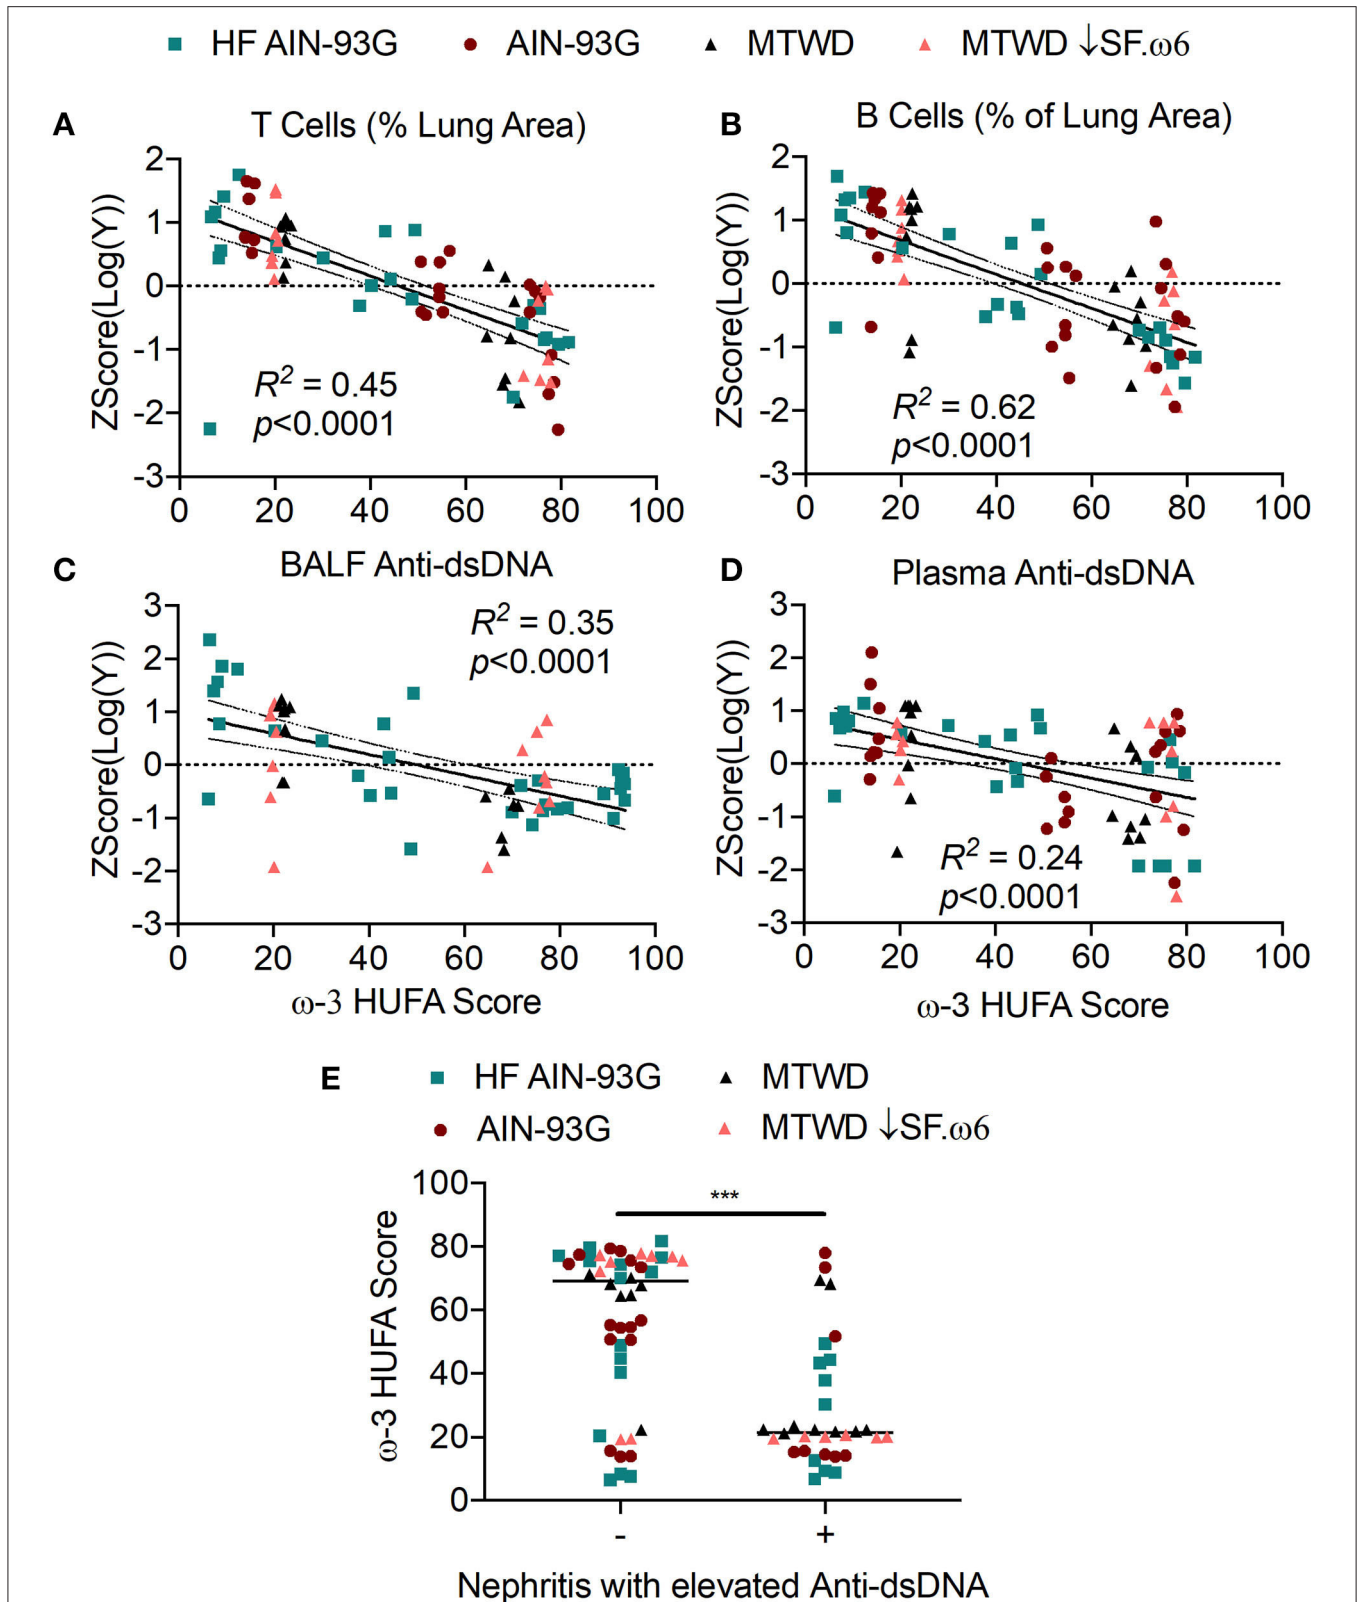 HF AIN-93G AIN-93G MTWD MTWD ↓SF.ω6
A T Cells (% Lung Area)
ZScore(Log(Y))
2
1
0
-1
-2
-3
R² = 0.45
p<0.0001
0 20 40 60 80 100
B B Cells (% of Lung Area)
ZScore(Log(Y))
2
1
0
-1
-2
-3
R² = 0.62
p<0.0001
0 20 40 60 80 100
C BALF Anti-dsDNA
ZScore(Log(Y))
3
2
1
0
-1
-2
-3
R² = 0.35
p<0.0001
0 20 40 60 80 100
ω-3 HUFA Score
D Plasma Anti-dsDNA
ZScore(Log(Y))
3
2
1
0
-1
-2
-3
R² = 0.24
p<0.0001
0 20 40 60 80 100
ω-3 HUFA Score
E HF AIN-93G MTWD
AIN-93G MTWD ↓SF.ω6
ω-3 HUFA Score
100
80
60
40
20
0
***
- +
Nephritis with elevated Anti-dsDNA